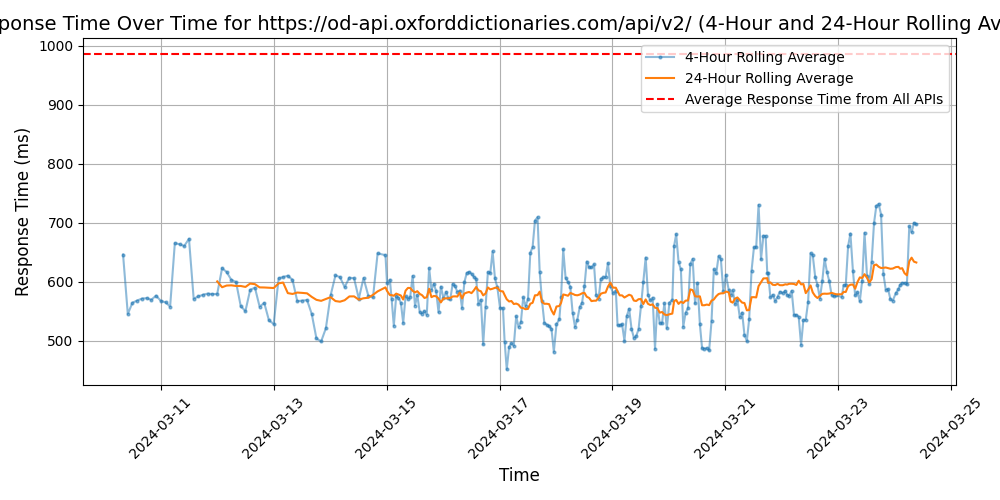 ponse Time Over Time for https://od-api.oxforddictionaries.com/api/v2/ (4-Hour and 24-Hour Rolling Av
1000
900
800
700
600
500
Response Time (ms)
4-Hour Rolling Average
24-Hour Rolling Average
Average Response Time from All APIs
2024-03-11
2024-03-13
2024-03-15
2024-03-17
2024-03-19
2024-03-21
2024-03-23
2024-03-25
Time